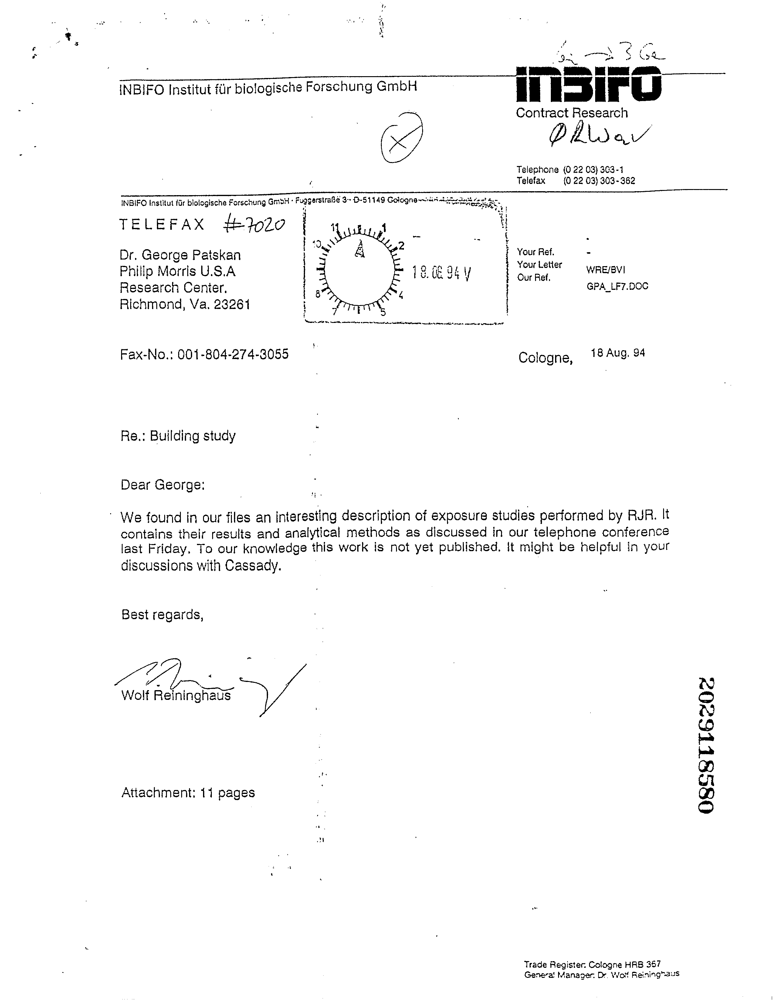 3 Ge
INBIFO Institut für biologische Forschung GmbH
INBIFO
Contract Research
Telephone (0 22 03) 303-1
Telefax (0 22 03) 303-362
INBIFO Institut für biologische Forschung GmbH · Fuggerstraße 3 · D-51149 Cologne
TELEFAX #7020
Dr. George Patskan
Philip Morris U.S.A
Research Center.
Richmond, Va. 23261
11 1
10 2
8 4
7 5
18.08.94 V
Your Ref. -
Your Letter WRE/BVI
Our Ref. GPA_LF7.DOC
Fax-No.: 001-804-274-3055
Cologne, 18 Aug. 94
Re.: Building study
Dear George:
We found in our files an interesting description of exposure studies performed by RJR. It
contains their results and analytical methods as discussed in our telephone conference
last Friday. To our knowledge this work is not yet published. It might be helpful in your
discussions with Cassady.
Best regards,
Wolf Reininghaus
Attachment: 11 pages
2029118580
Trade Register: Cologne HRB 367
General Manager: Dr. Wolf Reininghaus